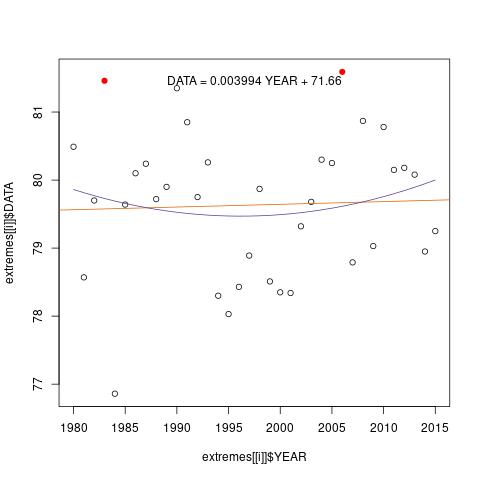 DATA = 0.003994 YEAR + 71.66
81
80
79
78
77
extremes[[i]]$DATA
1980 1985 1990 1995 2000 2005 2010 2015
extremes[[i]]$YEAR